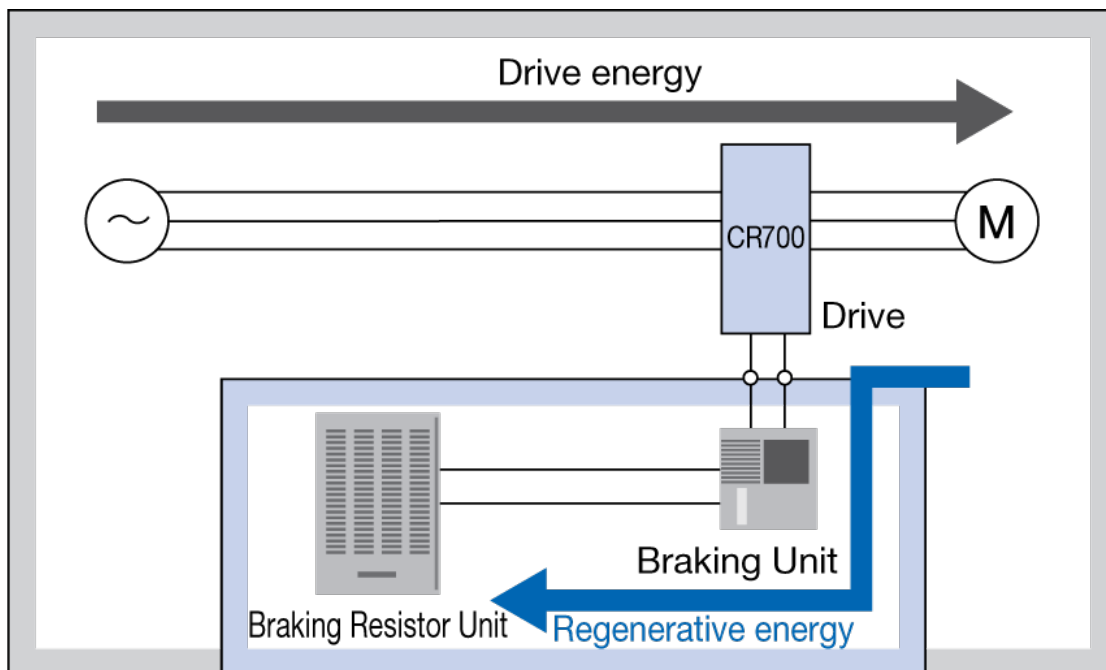 Drive energy
~
CR700
M
Drive
Braking Unit
Braking Resistor Unit
Regenerative energy